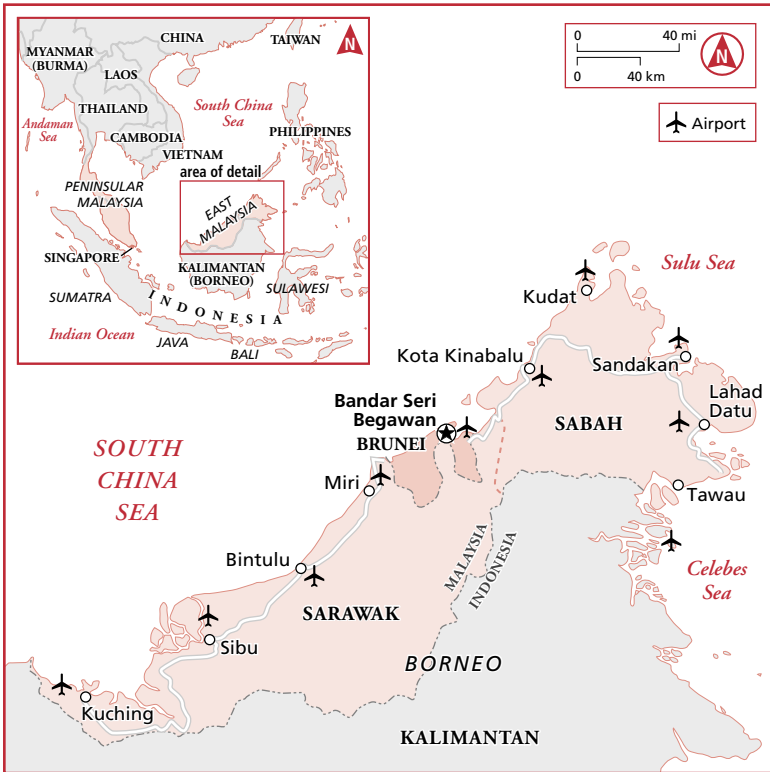 CHINA
TAIWAN
N
MYANMAR
(BURMA)
LAOS
THAILAND
South China
Sea
Andaman
Sea
PHILIPPINES
CAMBODIA
VIETNAM
area of detail
PENINSULAR
MALAYSIA
EAST
MALAYSIA
SINGAPORE
KALIMANTAN
(BORNEO)
SUMATRA
SULAWESI
INDONESIA
Indian Ocean
JAVA
BALI
0 40 mi
0 40 km
N
Airport
Sulu Sea
Kudat
Kota Kinabalu
Sandakan
Lahad
Datu
Bandar Seri
Begawan
BRUNEI
SABAH
SOUTH
CHINA
SEA
Miri
Tawau
Bintulu
MALAYSIA
INDONESIA
Celebes
Sea
SARAWAK
Sibu
BORNEO
Kuching
KALIMANTAN